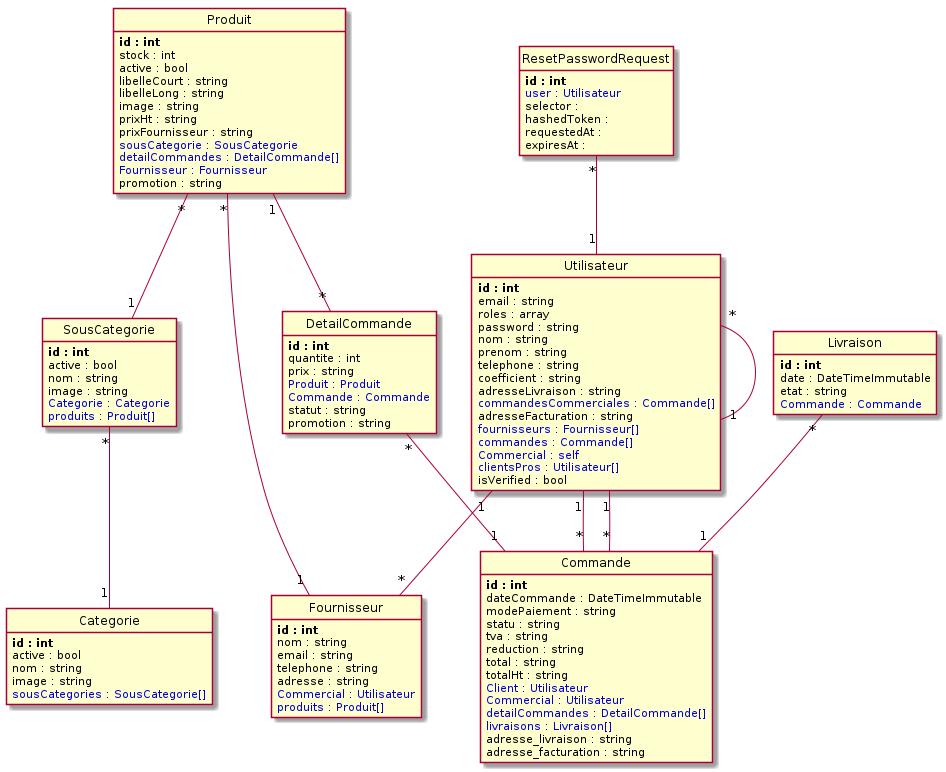 Produit
id : int
stock : int
active : bool
libelleCourt : string
libelleLong : string
image : string
prixHt : string
prixFournisseur : string
sousCategorie : SousCategorie
detailCommandes : DetailCommande[]
Fournisseur : Fournisseur
promotion : string
ResetPasswordRequest
id : int
user : Utilisateur
selector :
hashedToken :
requestedAt :
expiresAt :
* * 1
*
1
1 *
Utilisateur
id : int
email : string
roles : array
password : string
nom : string
prenom : string
telephone : string
coefficient : string
adresseLivraison : string
commandesCommerciales : Commande[]
adresseFacturation : string
fournisseurs : Fournisseur[]
commandes : Commande[]
Commercial : self
clientsPros : Utilisateur[]
isVerified : bool
*
1
SousCategorie
id : int
active : bool
nom : string
image : string
Categorie : Categorie
produits : Produit[]
DetailCommande
id : int
quantite : int
prix : string
Produit : Produit
Commande : Commande
statut : string
promotion : string
Livraison
id : int
date : DateTimeImmutable
etat : string
Commande : Commande
* * *
1 1 1
1 * * 1
1 1 *
Categorie
id : int
active : bool
nom : string
image : string
sousCategories : SousCategorie[]
Fournisseur
id : int
nom : string
email : string
telephone : string
adresse : string
Commercial : Utilisateur
produits : Produit[]
Commande
id : int
dateCommande : DateTimeImmutable
modePaiement : string
statu : string
tva : string
reduction : string
total : string
totalHt : string
Client : Utilisateur
Commercial : Utilisateur
detailCommandes : DetailCommande[]
livraisons : Livraison[]
adresse_livraison : string
adresse_facturation : string